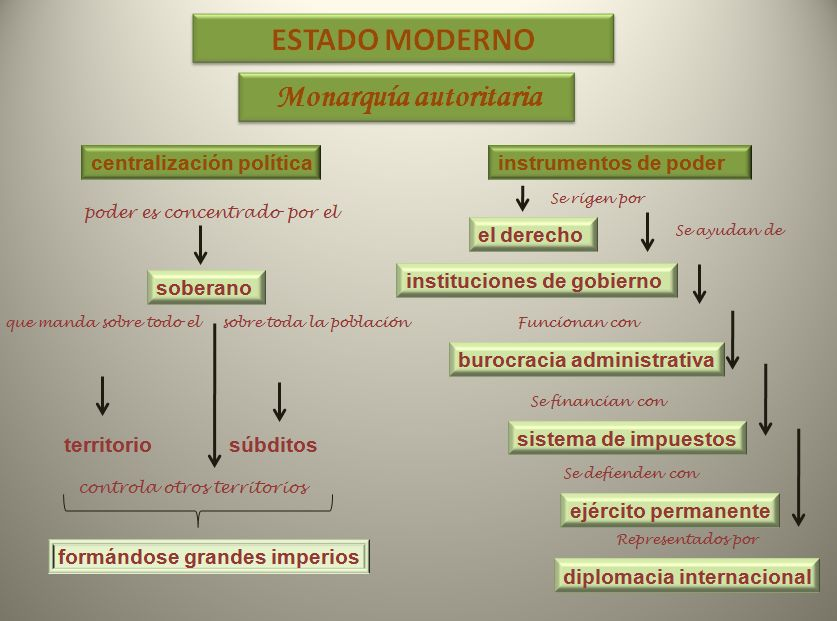 ESTADO MODERNO
Monarquía autoritaria
centralización política
poder es concentrado por el
soberano
que manda sobre todo el
sobre toda la población
territorio
súbditos
controla otros territorios
formándose grandes imperios
instrumentos de poder
Se rigen por
el derecho
Se ayudan de
instituciones de gobierno
Funcionan con
burocracia administrativa
Se financian con
sistema de impuestos
Se defienden con
ejército permanente
Representados por
diplomacia internacional